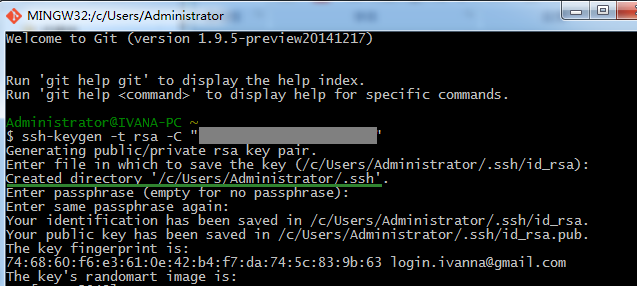 MINGW32:/c/Users/Administrator
Welcome to Git (version 1.9.5-preview20141217)
Run 'git help git' to display the help index.
Run 'git help <command>' to display help for specific commands.
Administrator@IVANA-PC ~
$ ssh-keygen -t rsa -C " "
Generating public/private rsa key pair.
Enter file in which to save the key (/c/Users/Administrator/.ssh/id_rsa):
Created directory '/c/Users/Administrator/.ssh'.
Enter passphrase (empty for no passphrase):
Enter same passphrase again:
Your identification has been saved in /c/Users/Administrator/.ssh/id_rsa.
Your public key has been saved in /c/Users/Administrator/.ssh/id_rsa.pub.
The key fingerprint is:
74:68:60:f6:e3:61:0e:42:b4:f7:da:74:5c:83:9b:63 login.ivanna@gmail.com
The key's randomart image is: